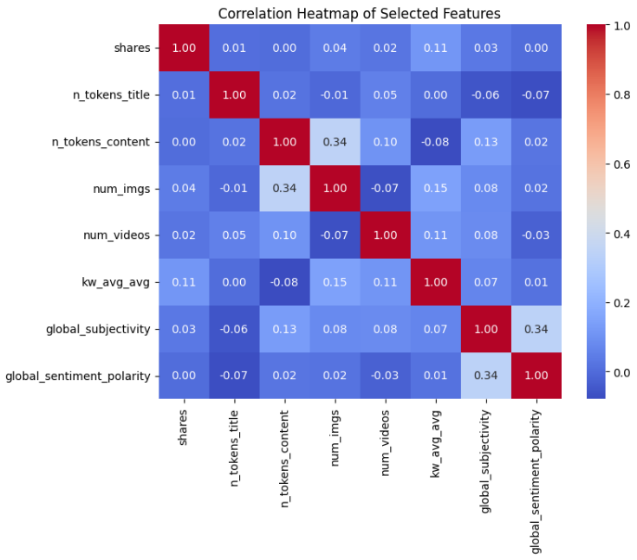 Correlation Heatmap of Selected Features
shares 1.00 0.01 0.00 0.04 0.02 0.11 0.03 0.00
n_tokens_title 0.01 1.00 0.02 -0.01 0.05 0.00 -0.06 -0.07
n_tokens_content 0.00 0.02 1.00 0.34 0.10 -0.08 0.13 0.02
num_imgs 0.04 -0.01 0.34 1.00 -0.07 0.15 0.08 0.02
num_videos 0.02 0.05 0.10 -0.07 1.00 0.11 0.08 -0.03
kw_avg_avg 0.11 0.00 -0.08 0.15 0.11 1.00 0.07 0.01
global_subjectivity 0.03 -0.06 0.13 0.08 0.08 0.07 1.00 0.34
global_sentiment_polarity 0.00 -0.07 0.02 0.02 -0.03 0.01 0.34 1.00
shares
n_tokens_title
n_tokens_content
num_imgs
num_videos
kw_avg_avg
global_subjectivity
global_sentiment_polarity
1.0
0.8
0.6
0.4
0.2
0.0